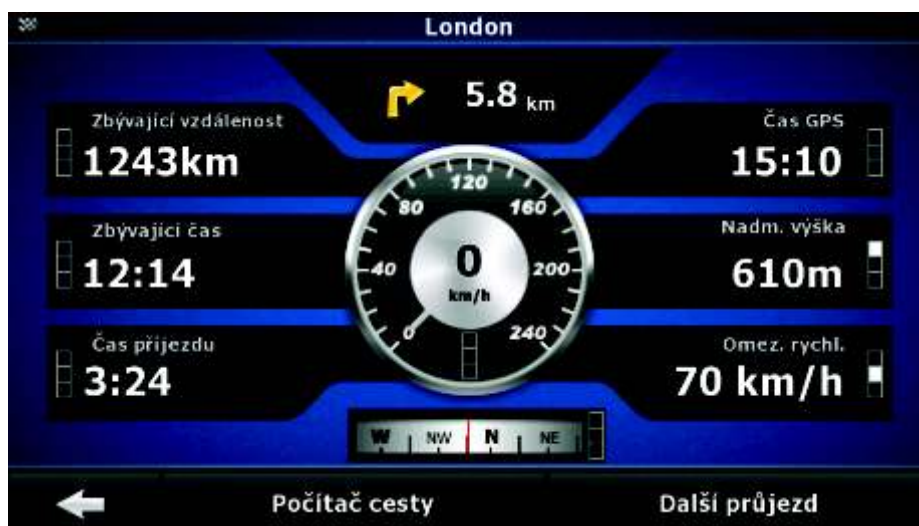 London
5.8 km
Zbývající vzdálenost
1243km
Čas GPS
15:10
Zbývající čas
12:14
Nadm. výška
610m
Čas příjezdu
3:24
Omez. rychl.
70 km/h
0
40
80
120
160
200
240
0
km/h
W NW N NE
Počítač cesty
Další průjezd